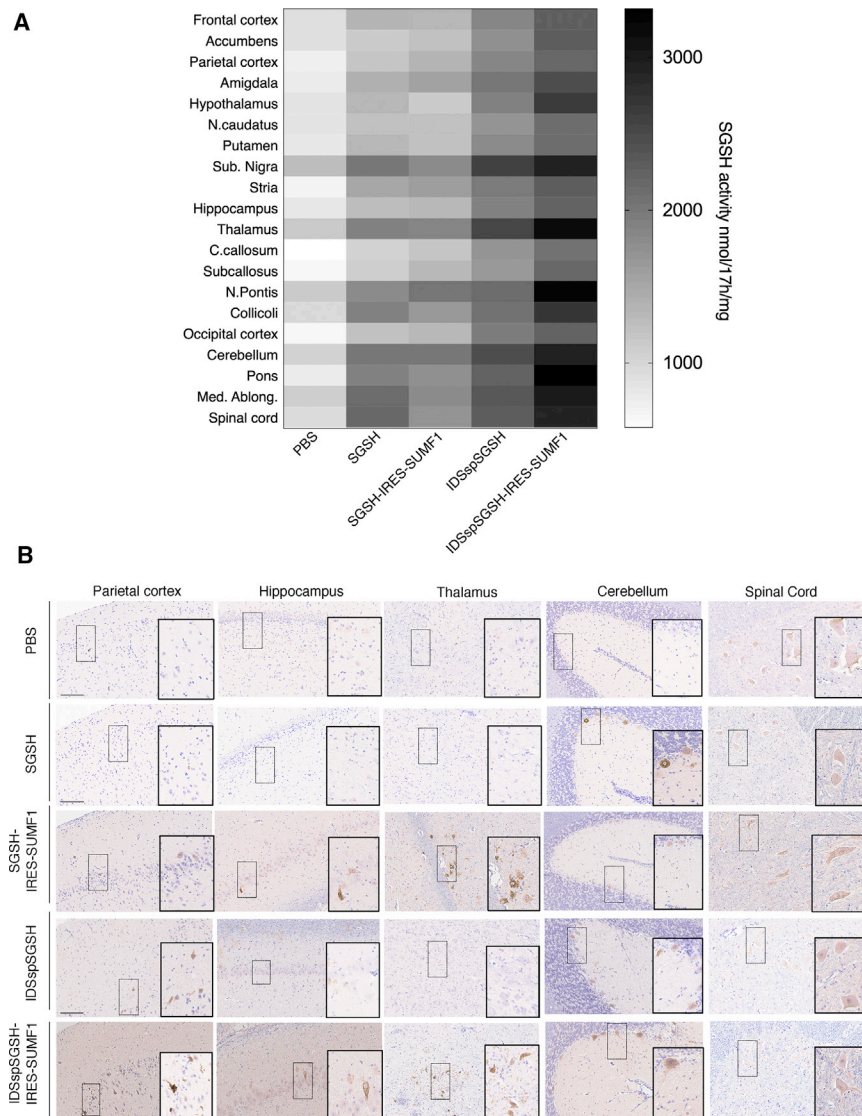 A
Frontal cortex
Accumbens
Parietal cortex
Amigdala
Hypothalamus
N.caudatus
Putamen
Sub. Nigra
Stria
Hippocampus
Thalamus
C.callosum
Subcallosus
N.Pontis
Collicoli
Occipital cortex
Cerebellum
Pons
Med. Ablong.
Spinal cord
PBS
SGSH
SGSH-IRES-SUMF1
IDSspSGSH
IDSspSGSH-IRES-SUMF1
3000
2000
1000
SGSH activity nmol/17h/mg
B
Parietal cortex Hippocampus Thalamus Cerebellum Spinal Cord
PBS
SGSH
SGSH-
IRES-SUMF1
IDSspSGSH
IDSspSGSH-
IRES-SUMF1